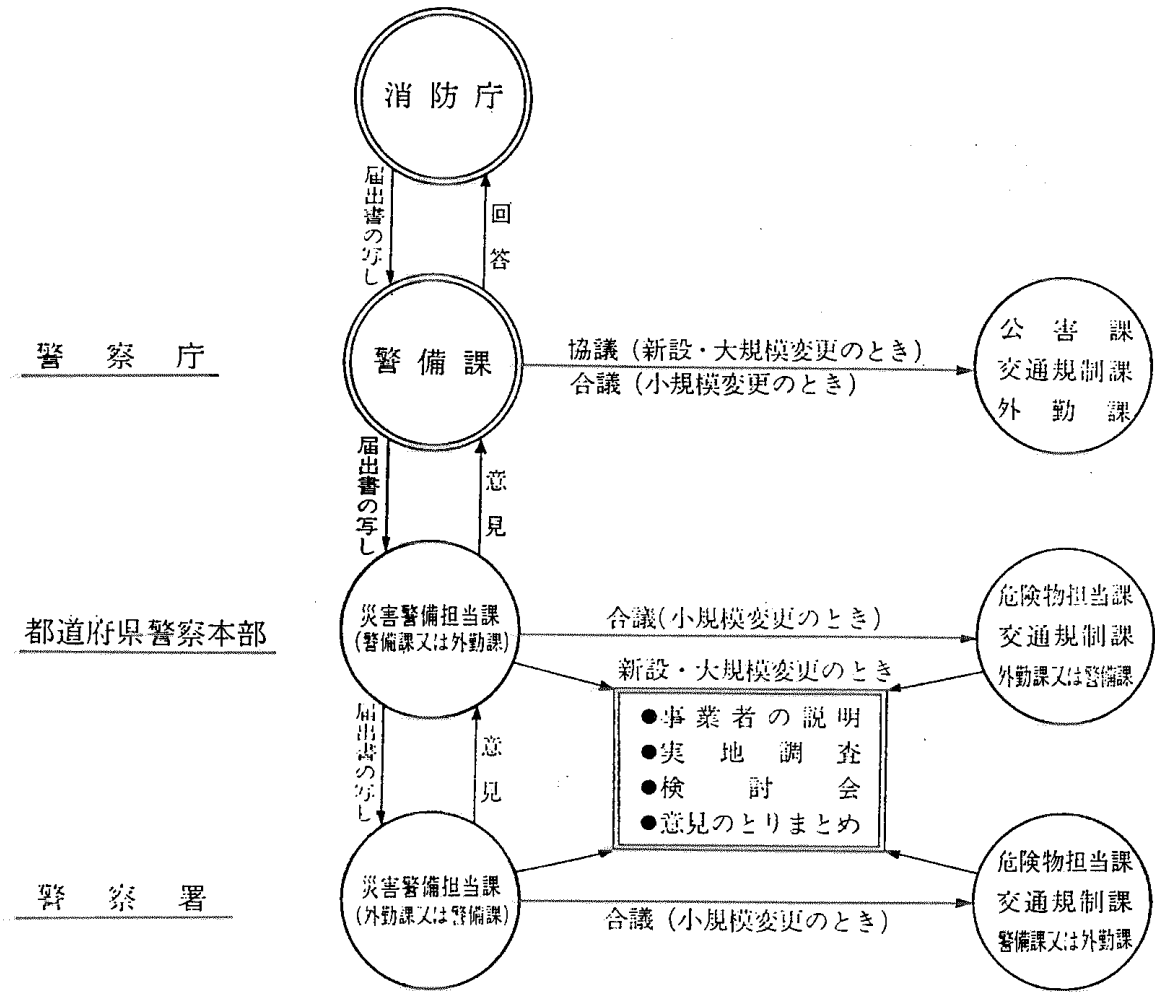 消防庁
届出書の写し
回答
警察庁
警備課
協議（新設・大規模変更のとき）
合議（小規模変更のとき）
公害課
交通規制課
外勤課
届出書の写し
意見
都道府県警察本部
災害警備担当課
（警備課又は外勤課）
合議（小規模変更のとき）
危険物担当課
交通規制課
外勤課又は警備課
新設・大規模変更のとき
●事業者の説明
●実地調査
●検討会
●意見のとりまとめ
届出書の写し
意見
警察署
災害警備担当課
（外勤課又は警備課）
合議（小規模変更のとき）
危険物担当課
交通規制課
警備課又は外勤課